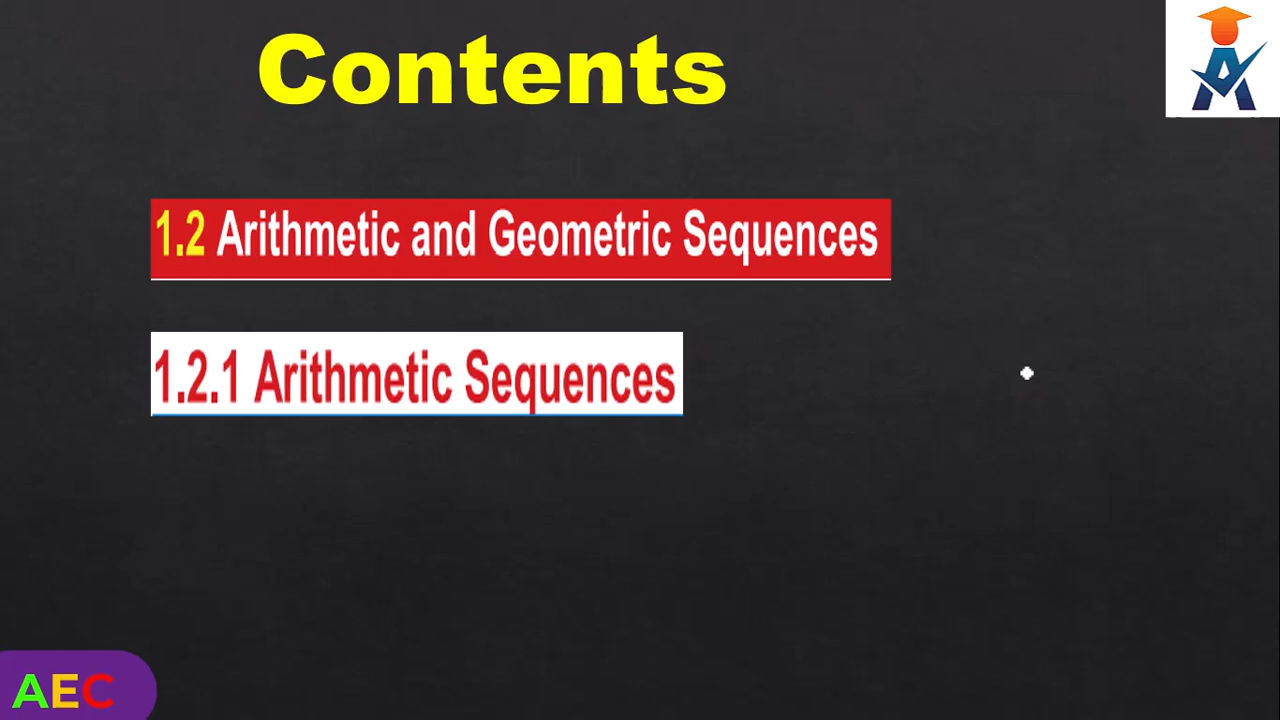 Contents
1.2 Arithmetic and Geometric Sequences
1.2.1 Arithmetic Sequences
AEC